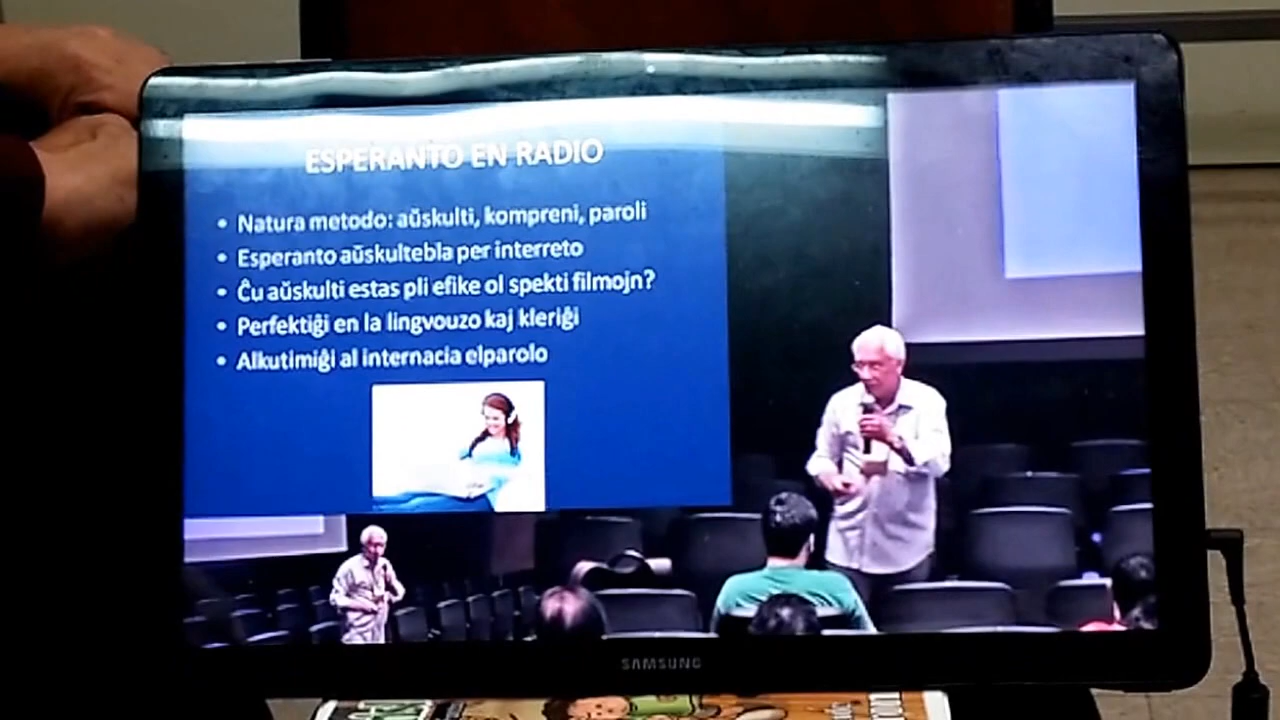 ESPERANTO EN RADIO
• Natura metodo: aŭskulti, kompreni, paroli
• Esperanto aŭskultebla per interreto
• Ĉu aŭskulti estas pli efike ol spekti filmojn?
• Perfektiĝi en la lingvouzo kaj kleriĝi
• Alkutimiĝi al internacia elparolo
SAMSUNG